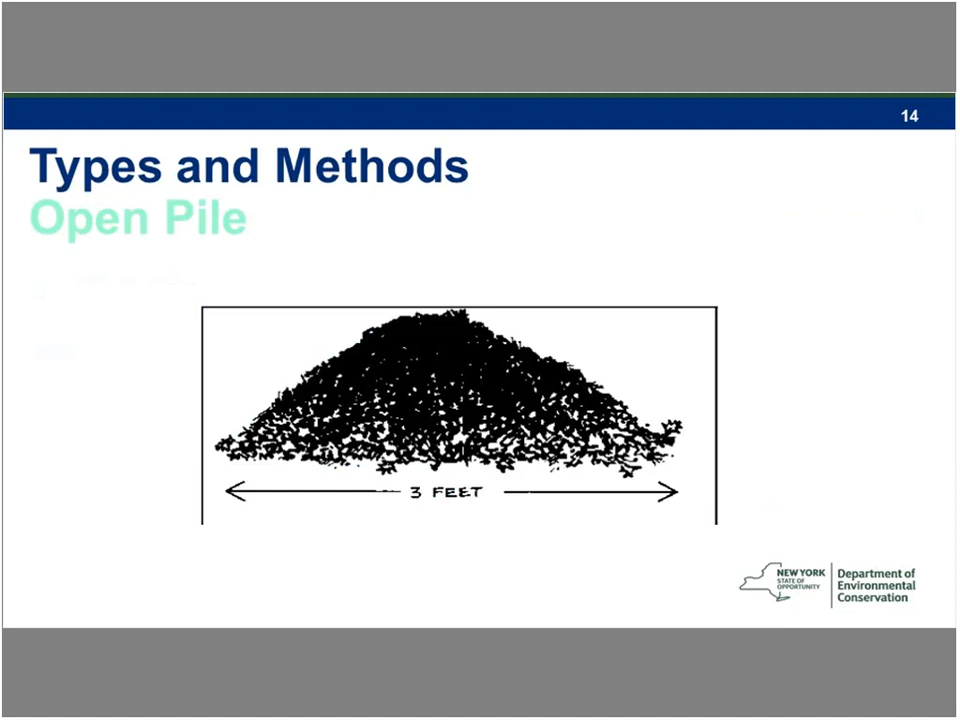 14
Types and Methods
Open Pile
3 FEET
NEW YORK
STATE OF
OPPORTUNITY
Department of
Environmental
Conservation